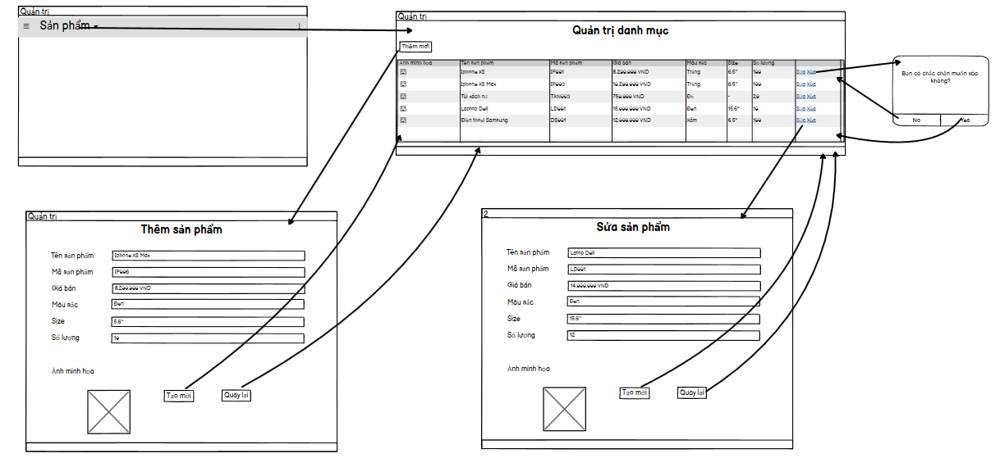 Quản trị
Sản phẩm
Quản trị
Quản trị danh mục
Thêm mới
Ảnh minh họa Tên sản phẩm Mã sản phẩm Giá bán Màu sắc Size Số lượng
Iphone XS IP001 8.200.000 VND Trắng 6.5" 100 Sửa Xóa
Iphone XS Max IP003 10.200.000 VND Trắng 6.5" 100 Sửa Xóa
Túi xách nữ TXN003 750.000 VND Đỏ - 20 Sửa Xóa
Laptop Dell LD001 15.000.000 VND Đen 15.6" 10 Sửa Xóa
Điện thoại Samsung DS001 12.000.000 VND Xám 6.5" 100 Sửa Xóa
Bạn có chắc chắn muốn xóa
không?
No Yes
Quản trị
Thêm sản phẩm
Tên sản phẩm Iphone XS Max
Mã sản phẩm IP005
Giá bán 8.200.000 VND
Màu sắc Đen
Size 5.6"
Số lượng 10
Ảnh minh họa
Tạo mới Quay lại
2
Sửa sản phẩm
Tên sản phẩm Latop Dell
Mã sản phẩm LD001
Giá bán 14.000.000 VND
Màu sắc Đen
Size 15.6"
Số lượng 12
Ảnh minh họa
Tạo mới Quay lại